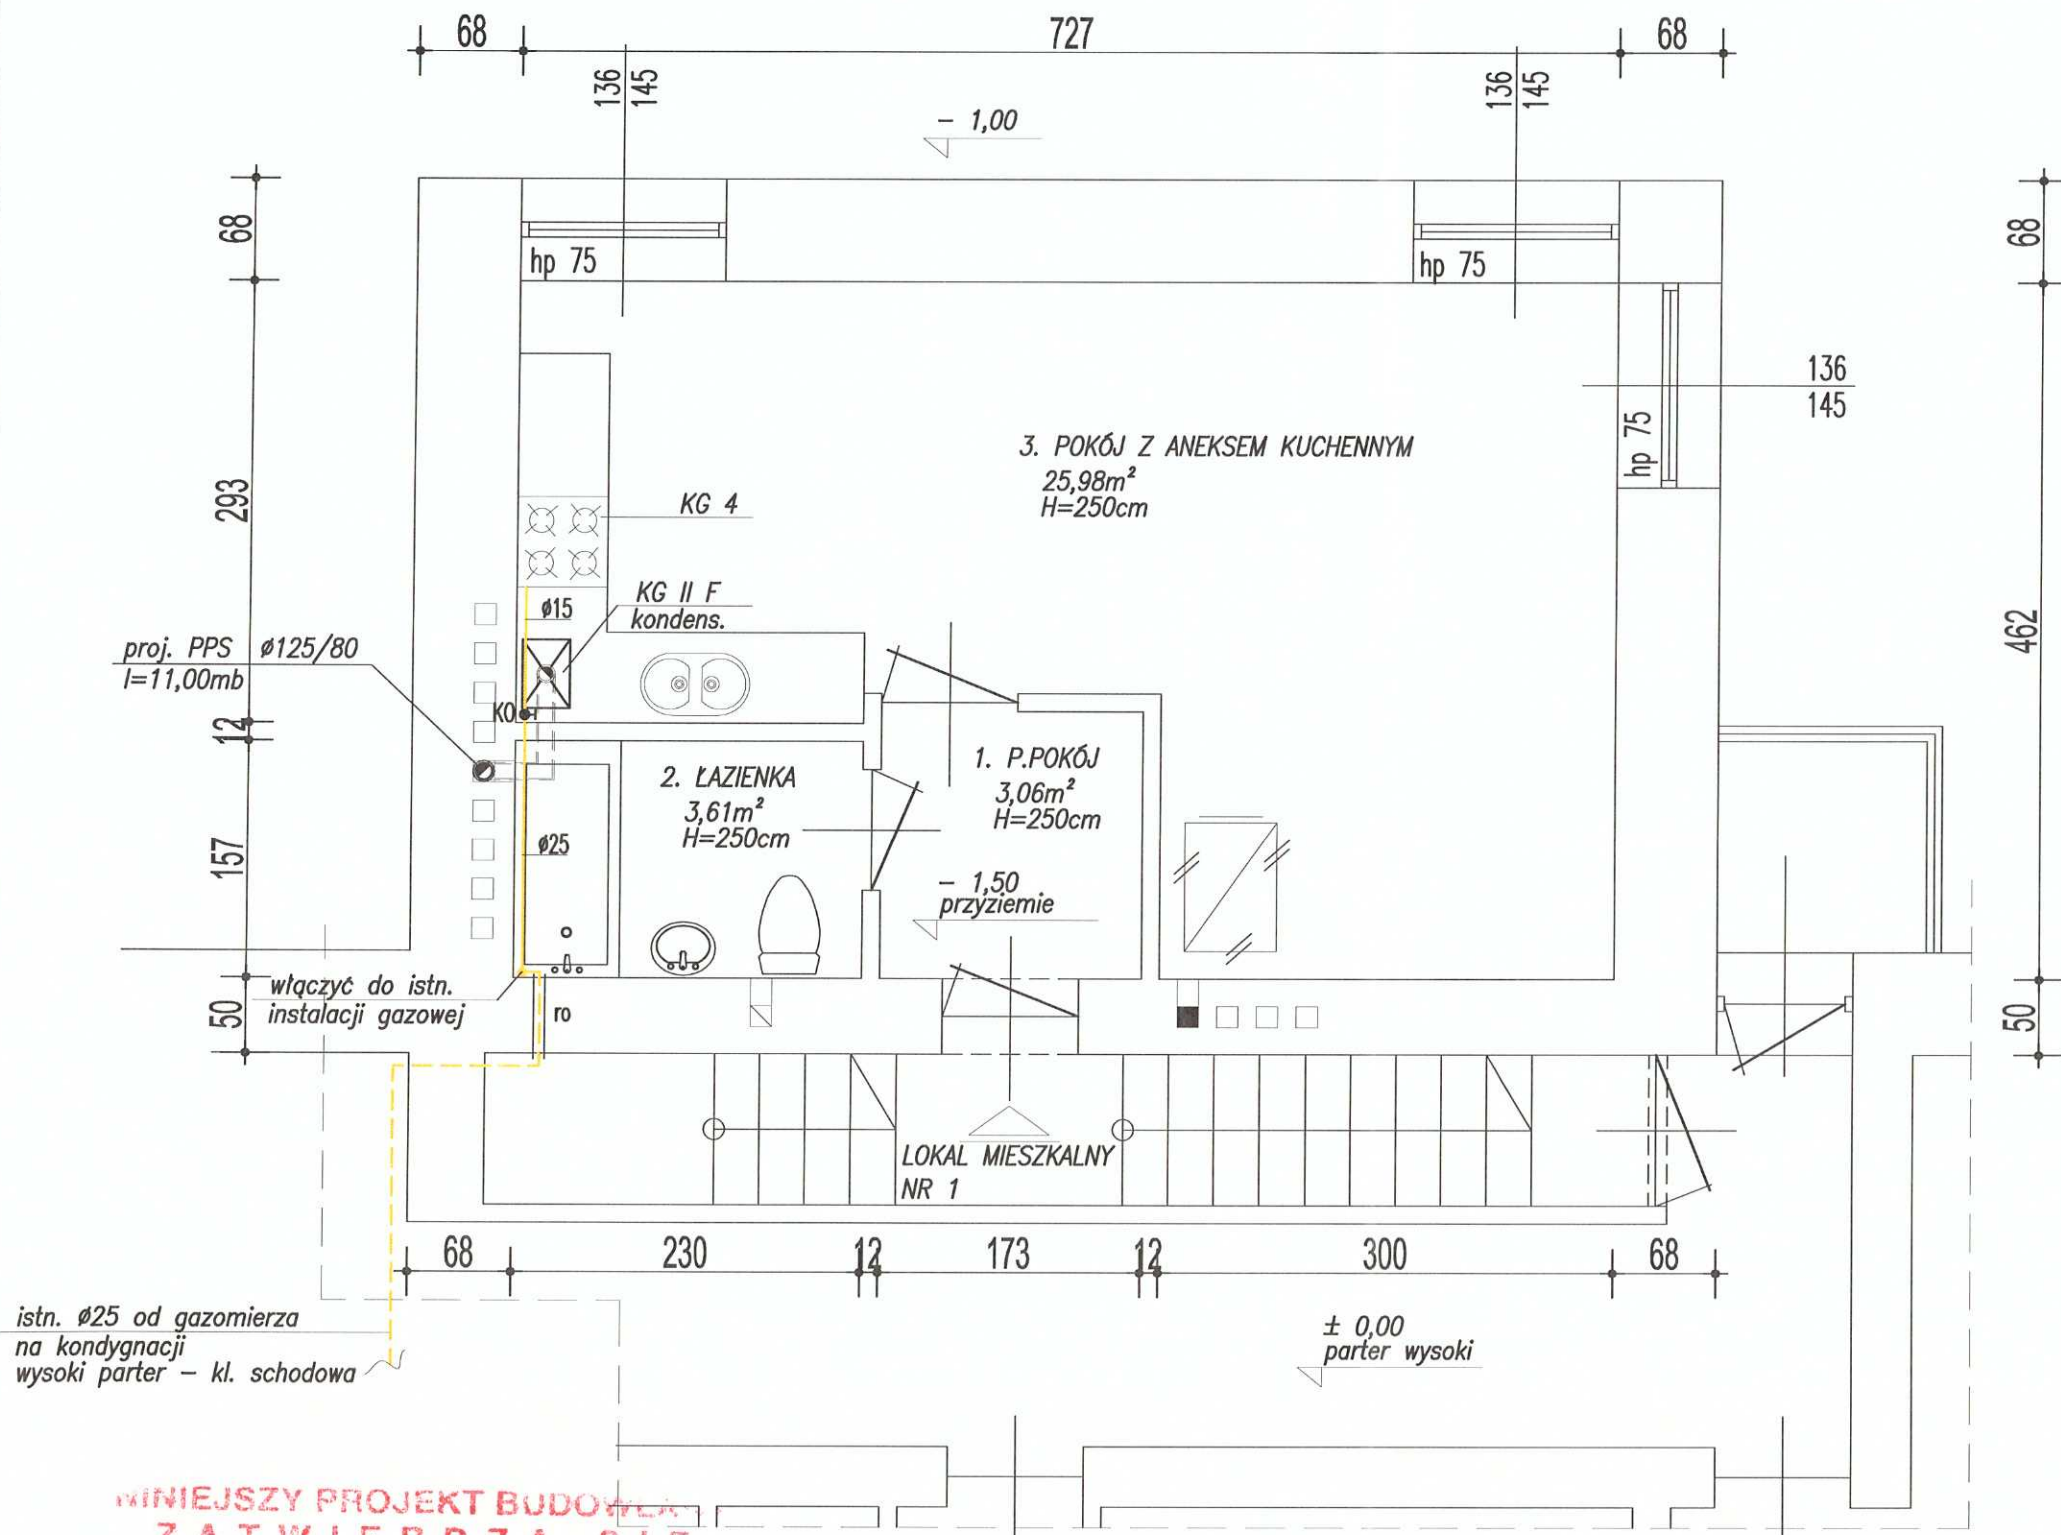 68
727
68
136
145
136
145
– 1,00
68
68
hp 75
hp 75
136
145
hp 75
3. POKÓJ Z ANEKSEM KUCHENNYM
25,98m²
H=250cm
293
KG 4
KG II F
kondens.
ø15
462
proj. PPS ø125/80
l=11,00mb
KO
12
1. P.POKÓJ
3,06m²
H=250cm
2. ŁAZIENKA
3,61m²
H=250cm
157
ø25
– 1,50
przyziemie
włączyć do istn.
instalacji gazowej
50
ro
50
LOKAL MIESZKALNY
NR 1
68
230
12
173
12
300
68
istn. ø25 od gazomierza
na kondygnacji
wysoki parter – kl. schodowa
± 0,00
parter wysoki
NINIEJSZY PROJEKT